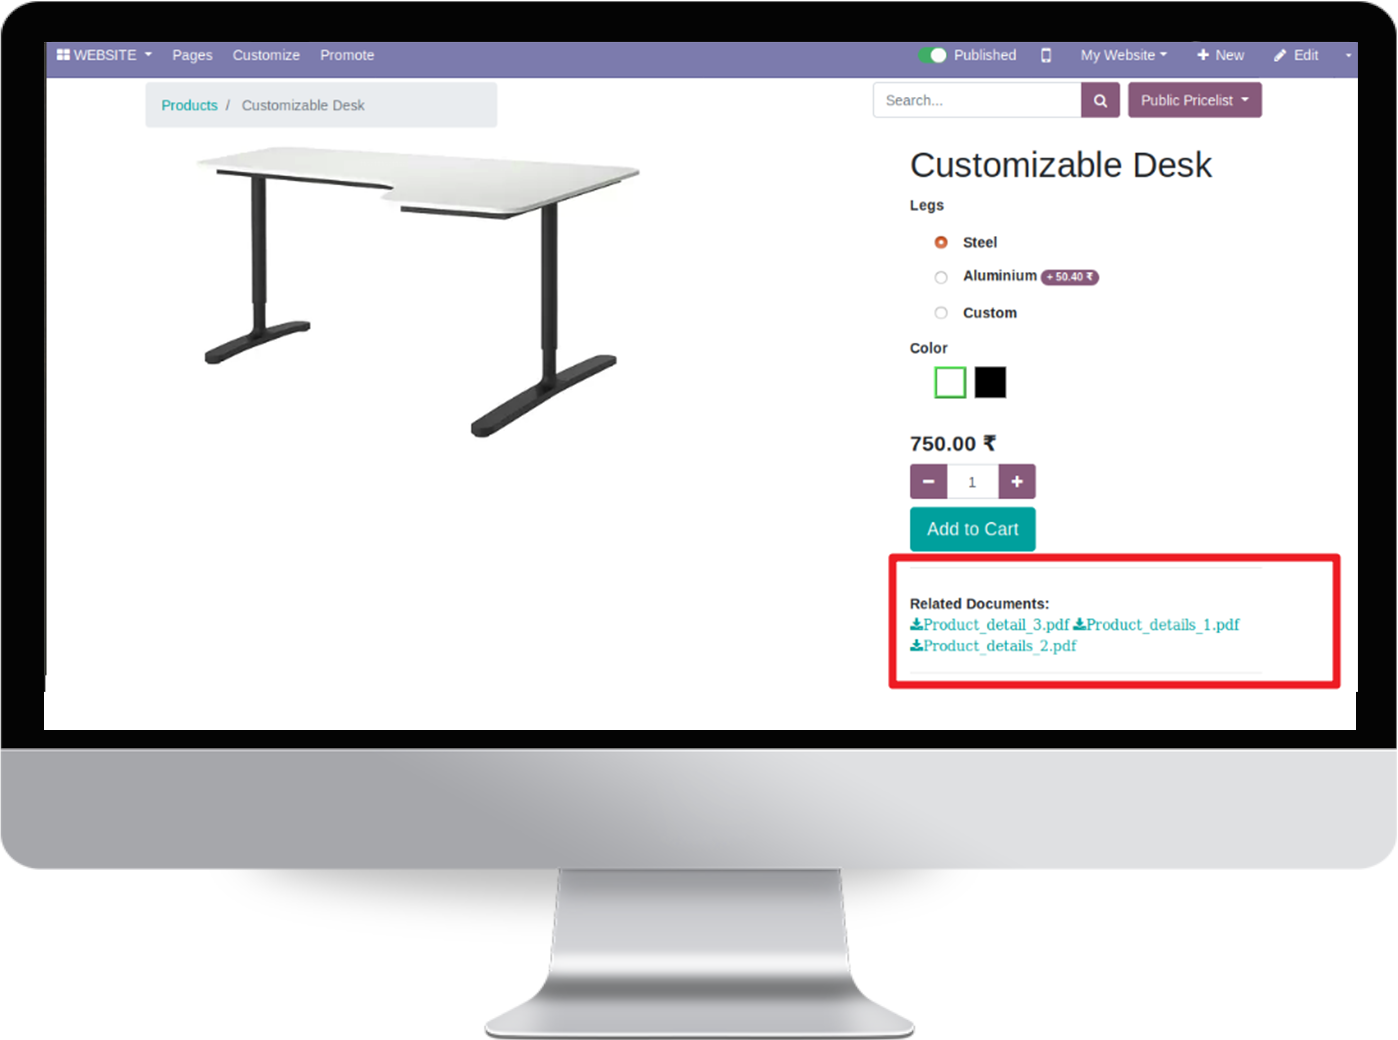 WEBSITE Pages Customize Promote Published My Website New Edit
Products / Customizable Desk
Search...
Public Pricelist
Customizable Desk
Legs
Steel
Aluminium + 50.40 ₹
Custom
Color
750.00 ₹
1
Add to Cart
Related Documents:
Product_detail_3.pdf Product_details_1.pdf
Product_details_2.pdf